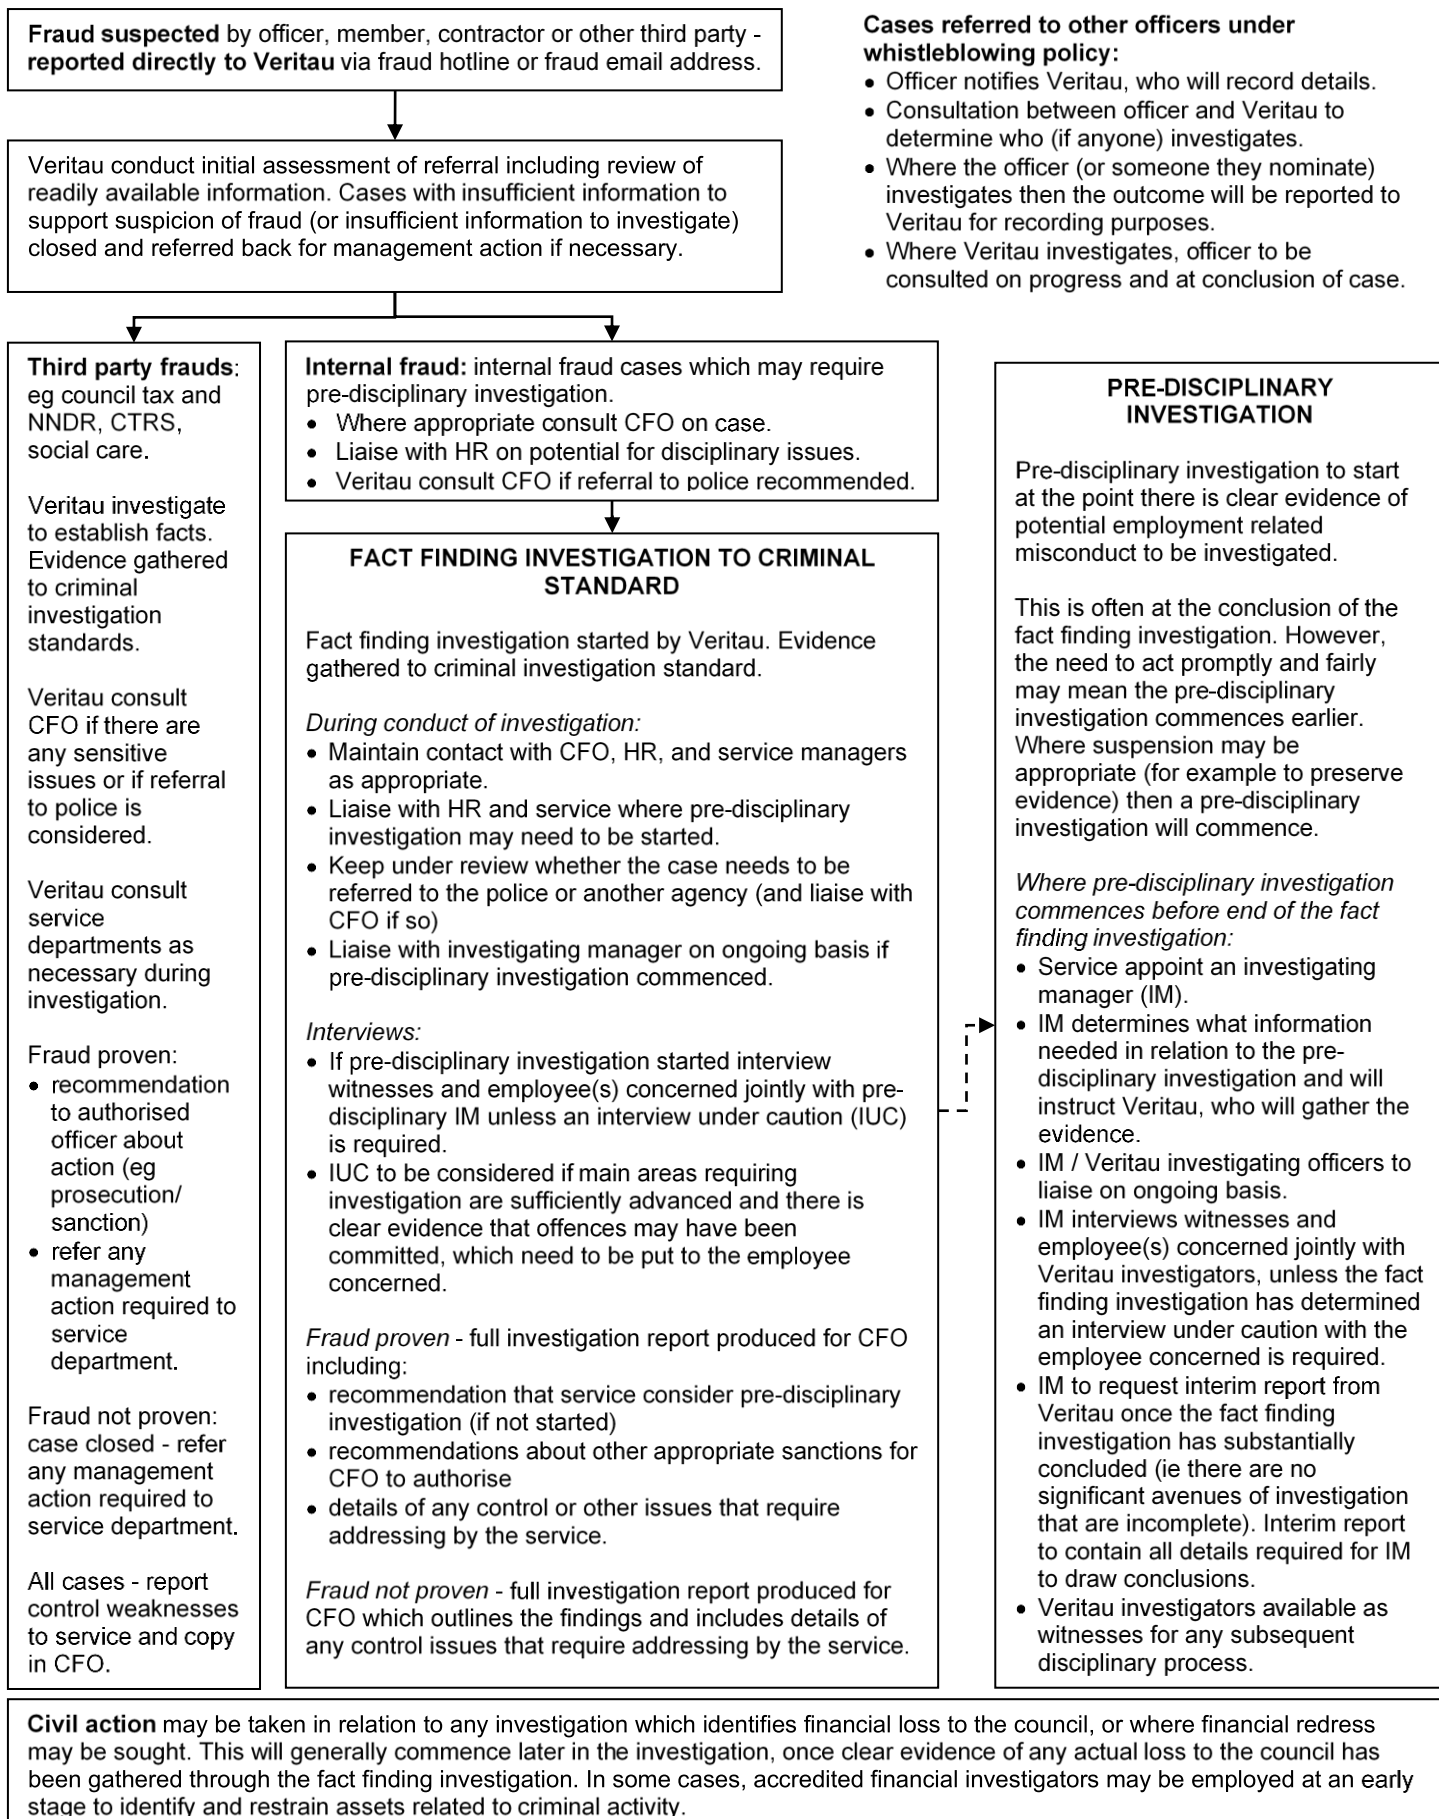 Fraud suspected by officer, member, contractor or other third party -
reported directly to Veritau via fraud hotline or fraud email address.
Cases referred to other officers under
whistleblowing policy:
• Officer notifies Veritau, who will record details.
• Consultation between officer and Veritau to
determine who (if anyone) investigates.
• Where the officer (or someone they nominate)
investigates then the outcome will be reported to
Veritau for recording purposes.
• Where Veritau investigates, officer to be
consulted on progress and at conclusion of case.
Veritau conduct initial assessment of referral including review of
readily available information. Cases with insufficient information to
support suspicion of fraud (or insufficient information to investigate)
closed and referred back for management action if necessary.
Third party frauds:
eg council tax and
NNDR, CTRS,
social care.
Veritau investigate
to establish facts.
Evidence gathered
to criminal
investigation
standards.
Veritau consult
CFO if there are
any sensitive
issues or if referral
to police is
considered.
Veritau consult
service
departments as
necessary during
investigation.
Fraud proven:
• recommendation
to authorised
officer about
action (eg
prosecution/
sanction)
• refer any
management
action required to
service
department.
Fraud not proven:
case closed - refer
any management
action required to
service department.
All cases - report
control weaknesses
to service and copy
in CFO.
Internal fraud: internal fraud cases which may require
pre-disciplinary investigation.
• Where appropriate consult CFO on case.
• Liaise with HR on potential for disciplinary issues.
• Veritau consult CFO if referral to police recommended.
FACT FINDING INVESTIGATION TO CRIMINAL
STANDARD
Fact finding investigation started by Veritau. Evidence
gathered to criminal investigation standard.
During conduct of investigation:
• Maintain contact with CFO, HR, and service managers
as appropriate.
• Liaise with HR and service where pre-disciplinary
investigation may need to be started.
• Keep under review whether the case needs to be
referred to the police or another agency (and liaise with
CFO if so)
• Liaise with investigating manager on ongoing basis if
pre-disciplinary investigation commenced.
Interviews:
• If pre-disciplinary investigation started interview
witnesses and employee(s) concerned jointly with pre-
disciplinary IM unless an interview under caution (IUC)
is required.
• IUC to be considered if main areas requiring
investigation are sufficiently advanced and there is
clear evidence that offences may have been
committed, which need to be put to the employee
concerned.
Fraud proven - full investigation report produced for CFO
including:
• recommendation that service consider pre-disciplinary
investigation (if not started)
• recommendations about other appropriate sanctions for
CFO to authorise
• details of any control or other issues that require
addressing by the service.
Fraud not proven - full investigation report produced for
CFO which outlines the findings and includes details of
any control issues that require addressing by the service.
PRE-DISCIPLINARY
INVESTIGATION
Pre-disciplinary investigation to start
at the point there is clear evidence of
potential employment related
misconduct to be investigated.
This is often at the conclusion of the
fact finding investigation. However,
the need to act promptly and fairly
may mean the pre-disciplinary
investigation commences earlier.
Where suspension may be
appropriate (for example to preserve
evidence) then a pre-disciplinary
investigation will commence.
Where pre-disciplinary investigation
commences before end of the fact
finding investigation:
• Service appoint an investigating
manager (IM).
• IM determines what information
needed in relation to the pre-
disciplinary investigation and will
instruct Veritau, who will gather the
evidence.
• IM / Veritau investigating officers to
liaise on ongoing basis.
• IM interviews witnesses and
employee(s) concerned jointly with
Veritau investigators, unless the fact
finding investigation has determined
an interview under caution with the
employee concerned is required.
• IM to request interim report from
Veritau once the fact finding
investigation has substantially
concluded (ie there are no
significant avenues of investigation
that are incomplete). Interim report
to contain all details required for IM
to draw conclusions.
• Veritau investigators available as
witnesses for any subsequent
disciplinary process.
Civil action may be taken in relation to any investigation which identifies financial loss to the council, or where financial redress
may be sought. This will generally commence later in the investigation, once clear evidence of any actual loss to the council has
been gathered through the fact finding investigation. In some cases, accredited financial investigators may be employed at an early
stage to identify and restrain assets related to criminal activity.